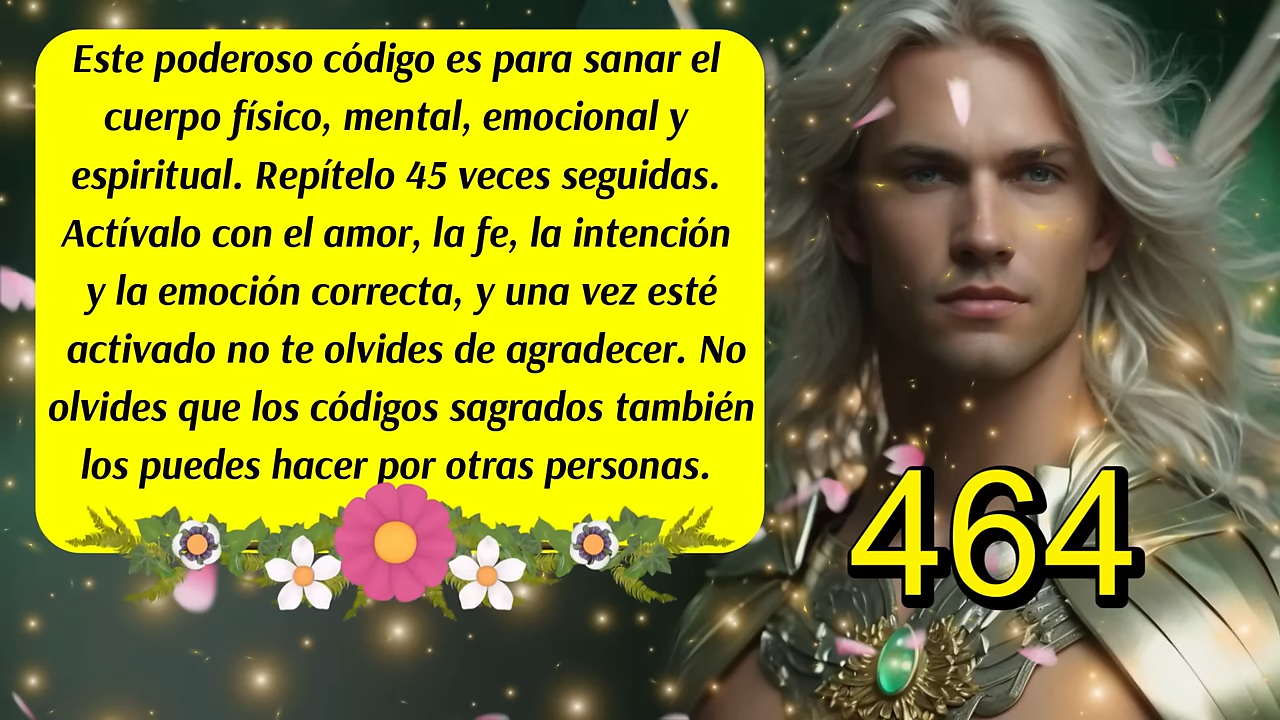 Este poderoso código es para sanar el
cuerpo físico, mental, emocional y
espiritual. Repítelo 45 veces seguidas.
Actívalo con el amor, la fe, la intención
y la emoción correcta, y una vez esté
activado no te olvides de agradecer. No
olvides que los códigos sagrados también
los puedes hacer por otras personas.
464